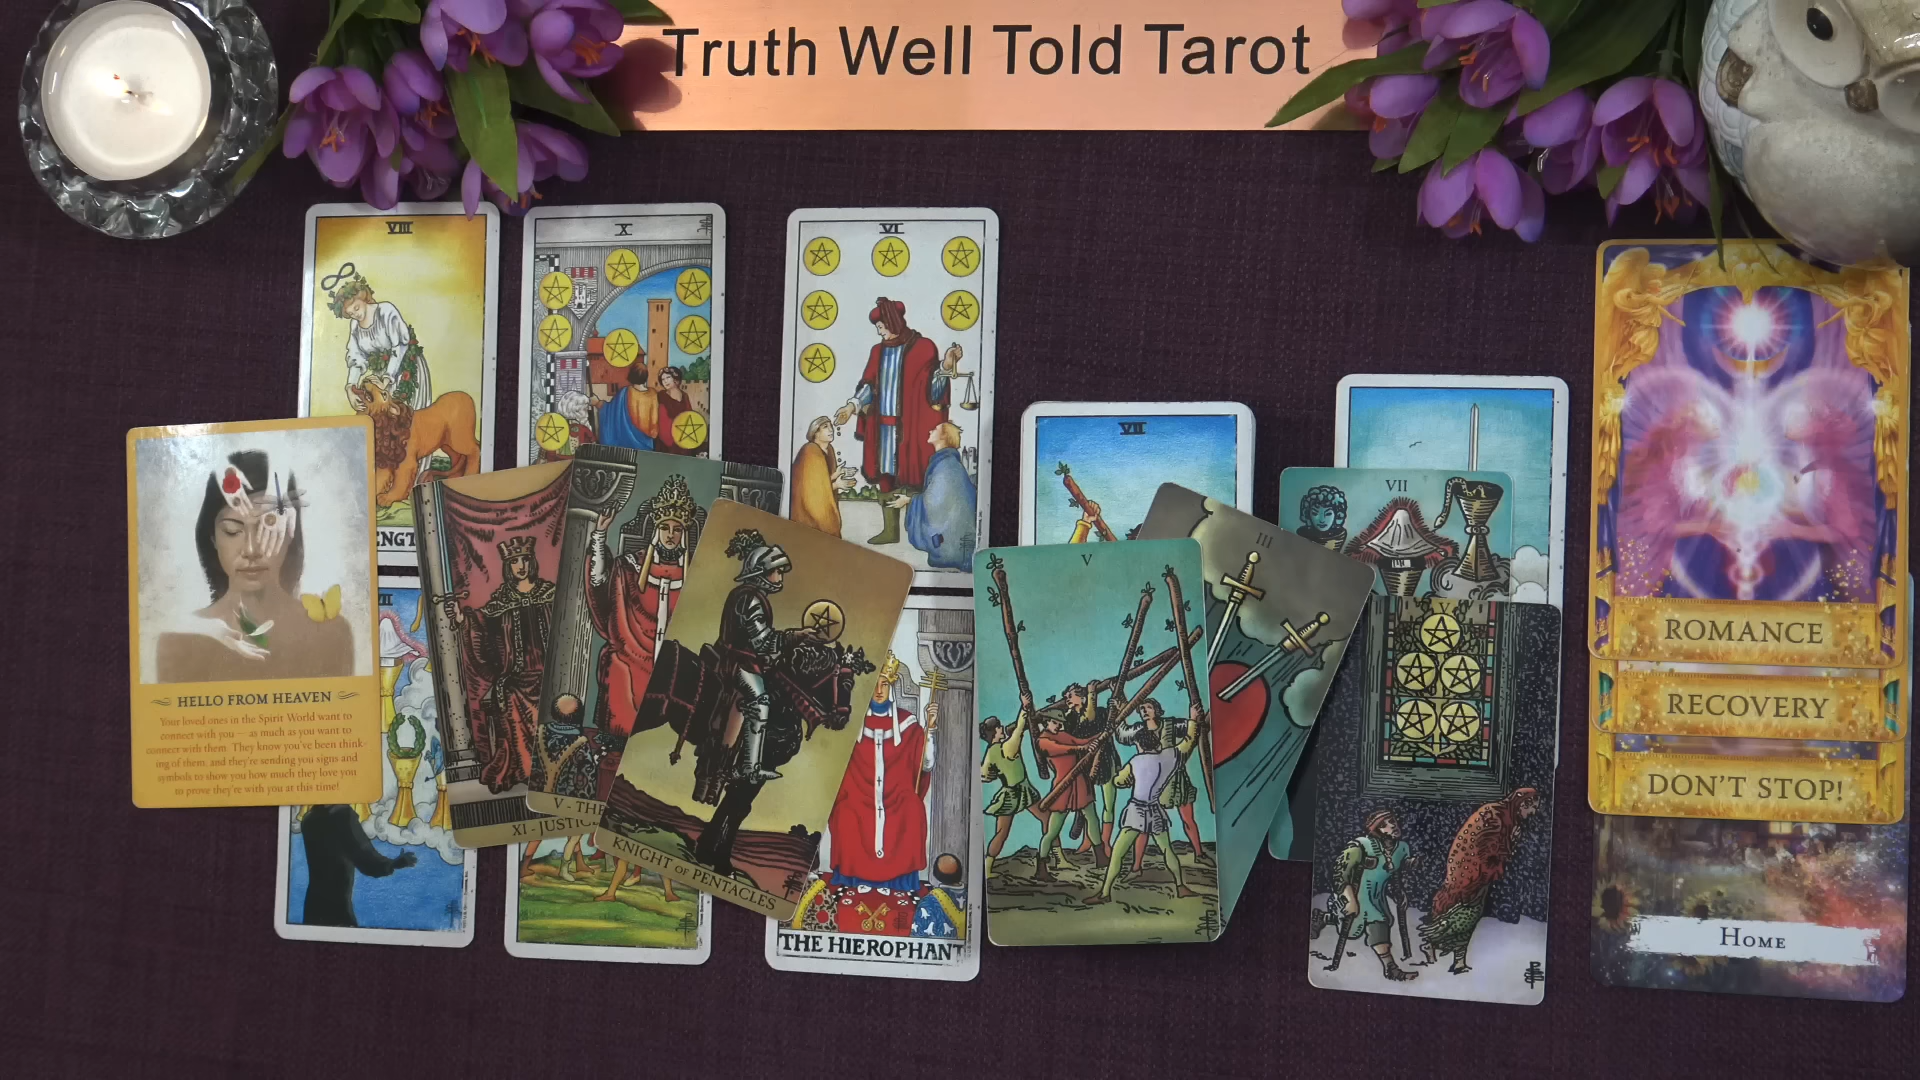 Truth Well Told Tarot
VIII
X
VI
VII
VII
III
V
V
ENGT
VII
HELLO FROM HEAVEN
Your loved ones in the Spirit World want to
connect with you — as much as you want to
connect with them. They know you've been think-
ing of them, and they're sending you signs and
symbols to show you how much they love you
to prove they're with you at this time!
V - THE
XI - JUSTIC
KNIGHT OF PENTACLES
THE HIEROPHANT
ROMANCE
RECOVERY
DON'T STOP!
HOME